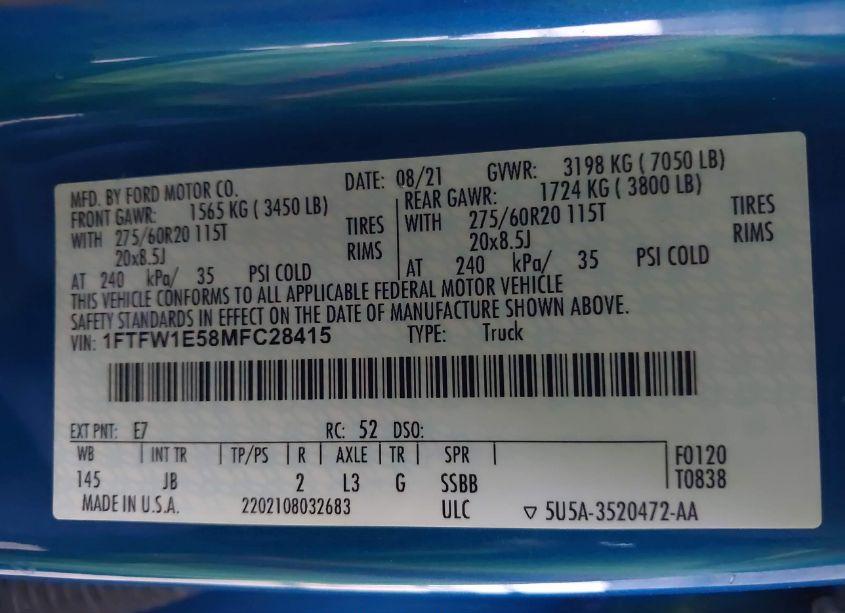 MFD. BY FORD MOTOR CO. DATE: 08/21 GVWR: 3198 KG ( 7050 LB)
FRONT GAWR: 1565 KG ( 3450 LB) REAR GAWR: 1724 KG ( 3800 LB)
WITH 275/60R20 115T TIRES WITH 275/60R20 115T TIRES
20x8.5J RIMS 20x8.5J RIMS
AT 240 kPa/ 35 PSI COLD AT 240 kPa/ 35 PSI COLD
THIS VEHICLE CONFORMS TO ALL APPLICABLE FEDERAL MOTOR VEHICLE
SAFETY STANDARDS IN EFFECT ON THE DATE OF MANUFACTURE SHOWN ABOVE.
VIN: 1FTFW1E58MFC28415 TYPE: Truck
EXT PNT: E7 RC: 52 DSO:
WB INT TR TP/PS R AXLE TR SPR F0120
145 JB 2 L3 G SSBB T0838
MADE IN U.S.A. 2202108032683 ULC ▽ 5U5A-3520472-AA